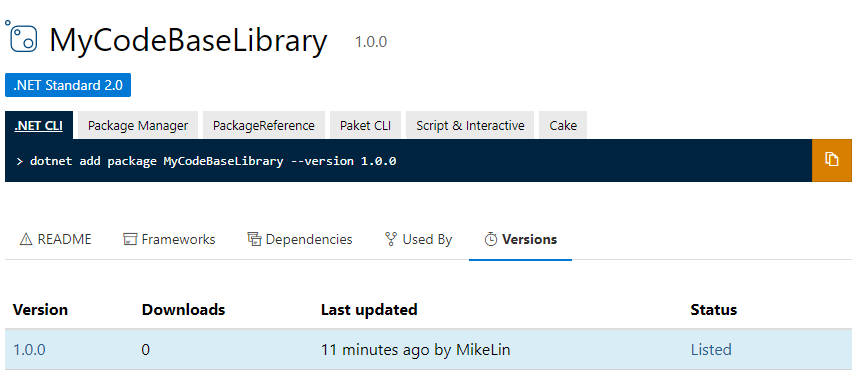 MyCodeBaseLibrary 1.0.0
.NET Standard 2.0
.NET CLI Package Manager PackageReference Paket CLI Script & Interactive Cake
> dotnet add package MyCodeBaseLibrary --version 1.0.0
README Frameworks Dependencies Used By Versions
Version Downloads Last updated Status
1.0.0 0 11 minutes ago by MikeLin Listed